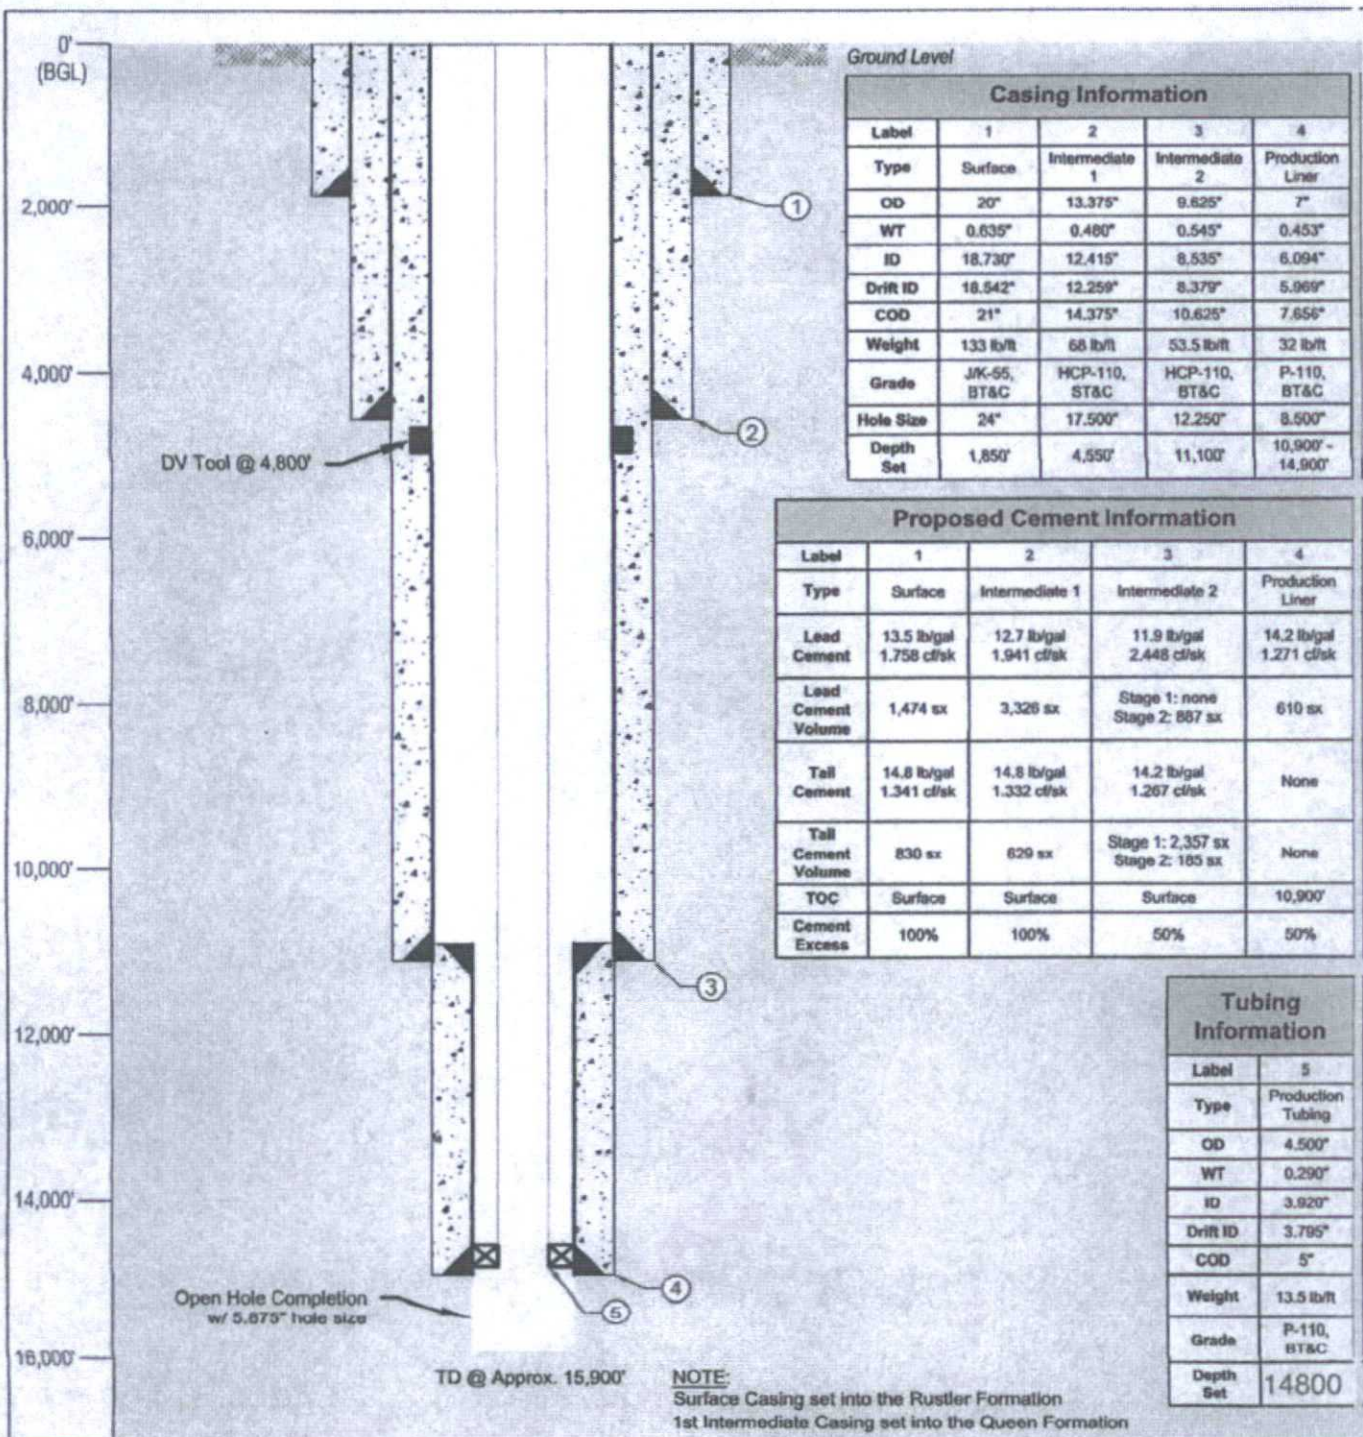 0'
(BGL)
2,000'
4,000'
6,000'
8,000'
10,000'
12,000'
14,000'
16,000'
DV Tool @ 4,800'
Open Hole Completion
w/ 5.875" hole size
TD @ Approx. 15,900'
1
2
3
4
5
Ground Level
Casing Information
Label 1 2 3 4
Type Surface Intermediate 1 Intermediate 2 Production Liner
OD 20" 13.375" 9.625" 7"
WT 0.635" 0.480" 0.545" 0.453"
ID 18.730" 12.415" 8.535" 6.094"
Drift ID 18.542" 12.259" 8.379" 5.969"
COD 21" 14.375" 10.625" 7.656"
Weight 133 lb/ft 68 lb/ft 53.5 lb/ft 32 lb/ft
Grade J/K-55, BT&C HCP-110, ST&C HCP-110, BT&C P-110, BT&C
Hole Size 24" 17.500" 12.250" 8.500"
Depth Set 1,850' 4,550' 11,100' 10,900' - 14,900'
Proposed Cement Information
Label 1 2 3 4
Type Surface Intermediate 1 Intermediate 2 Production Liner
Lead Cement 13.5 lb/gal 1.758 cf/sk 12.7 lb/gal 1.941 cf/sk 11.9 lb/gal 2.448 cf/sk 14.2 lb/gal 1.271 cf/sk
Lead Cement Volume 1,474 sx 3,326 sx Stage 1: none Stage 2: 887 sx 610 sx
Tail Cement 14.8 lb/gal 1.341 cf/sk 14.8 lb/gal 1.332 cf/sk 14.2 lb/gal 1.267 cf/sk None
Tail Cement Volume 830 sx 629 sx Stage 1: 2,357 sx Stage 2: 185 sx None
TOC Surface Surface Surface 10,900'
Cement Excess 100% 100% 50% 50%
Tubing
Information
Label 5
Type Production Tubing
OD 4.500"
WT 0.290"
ID 3.920"
Drift ID 3.795"
COD 5"
Weight 13.5 lb/ft
Grade P-110, BT&C
Depth Set 14800
NOTE:
Surface Casing set into the Rustler Formation
1st Intermediate Casing set into the Queen Formation